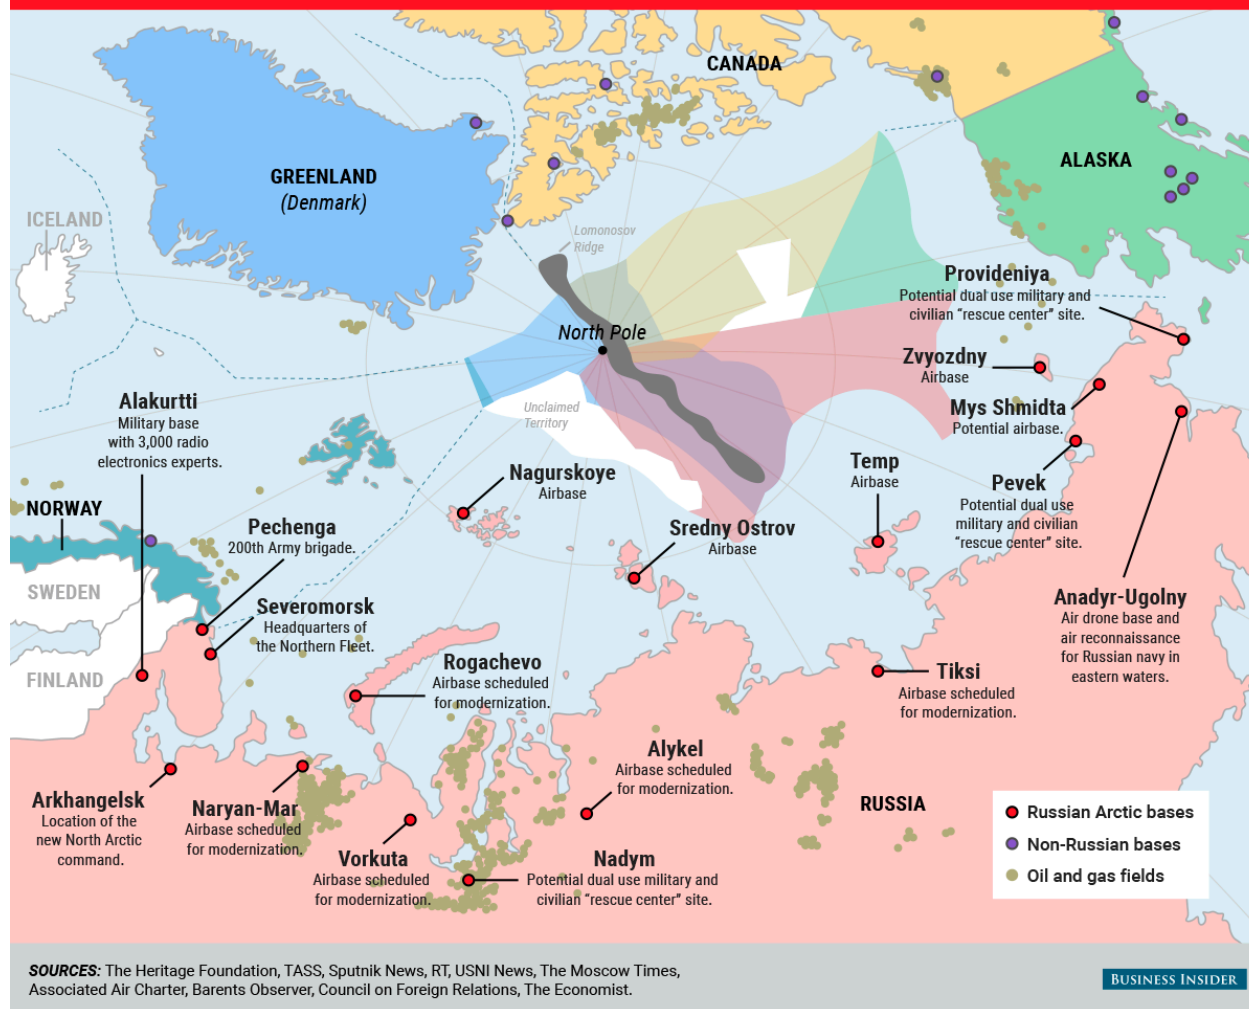 CANADA
GREENLAND
(Denmark)
ALASKA
ICELAND
Lomonosov
Ridge
North Pole
Unclaimed
Territory
Provideniya
Potential dual use military and
civilian “rescue center” site.
Zvyozdny
Airbase
Mys Shmidta
Potential airbase.
Pevek
Potential dual use
military and civilian
“rescue center” site.
Alakurtti
Military base
with 3,000 radio
electronics experts.
Nagurskoye
Airbase
Temp
Airbase
NORWAY
Pechenga
200th Army brigade.
Sredny Ostrov
Airbase
SWEDEN
Severomorsk
Headquarters of
the Northern Fleet.
Anadyr-Ugolny
Air drone base and
air reconnaissance
for Russian navy in
eastern waters.
FINLAND
Rogachevo
Airbase scheduled
for modernization.
Tiksi
Airbase scheduled
for modernization.
Alykel
Airbase scheduled
for modernization.
Arkhangelsk
Location of the
new North Arctic
command.
Naryan-Mar
Airbase scheduled
for modernization.
Vorkuta
Airbase scheduled
for modernization.
Nadym
Potential dual use military and
civilian “rescue center” site.
RUSSIA
Russian Arctic bases
Non-Russian bases
Oil and gas fields
SOURCES: The Heritage Foundation, TASS, Sputnik News, RT, USNI News, The Moscow Times,
Associated Air Charter, Barents Observer, Council on Foreign Relations, The Economist.
BUSINESS INSIDER